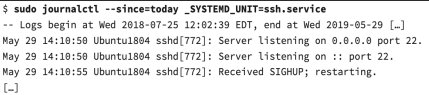 $ sudo journalctl --since=today _SYSTEMD_UNIT=ssh.service
-- Logs begin at Wed 2018-07-25 12:02:39 EDT, end at Wed 2019-05-29 […]
May 29 14:10:50 Ubuntu1804 sshd[772]: Server listening on 0.0.0.0 port 22.
May 29 14:10:50 Ubuntu1804 sshd[772]: Server listening on :: port 22.
May 29 14:10:55 Ubuntu1804 sshd[772]: Received SIGHUP; restarting.
[…]